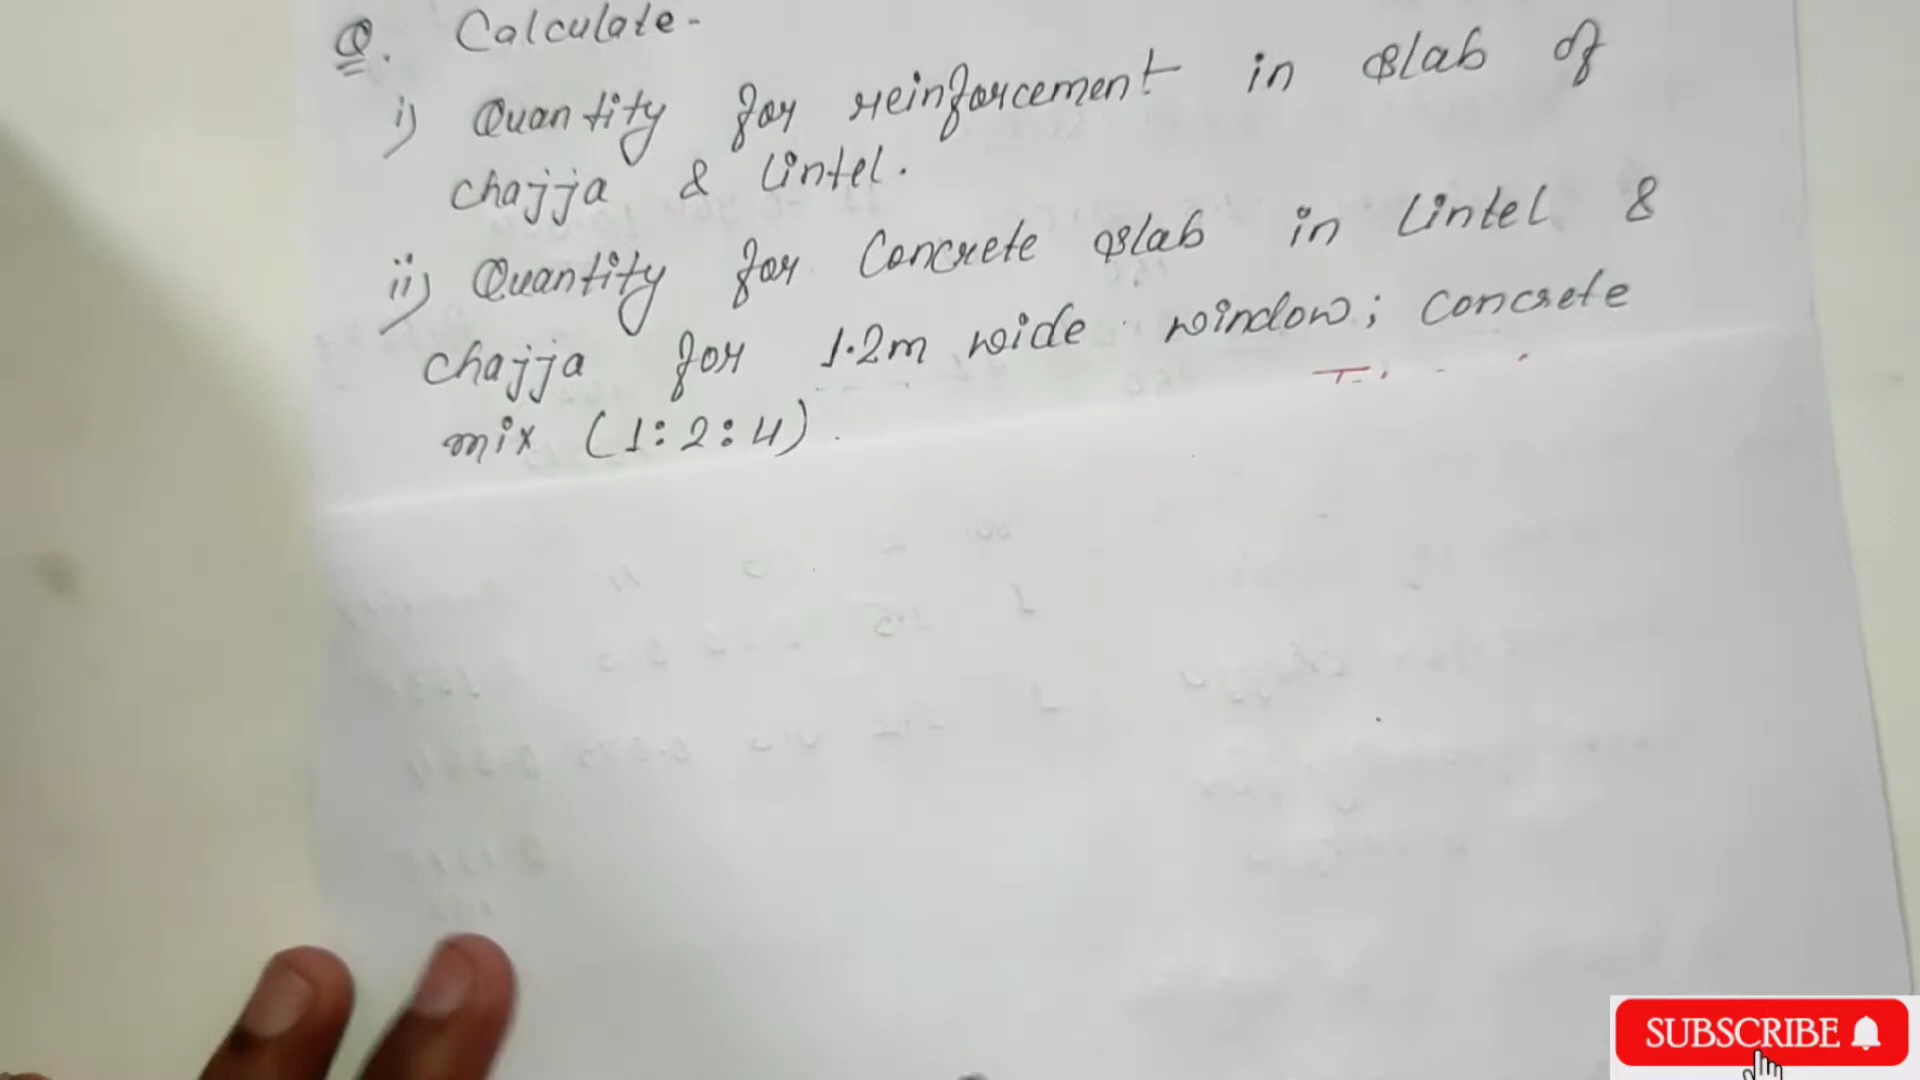 Q. Calculate-
i) Quantity for reinforcement in slab of
chajja & lintel.
ii) Quantity for Concrete slab in lintel &
chajja for 1.2m wide window; concrete
mix (1:2:4).
SUBSCRIBE